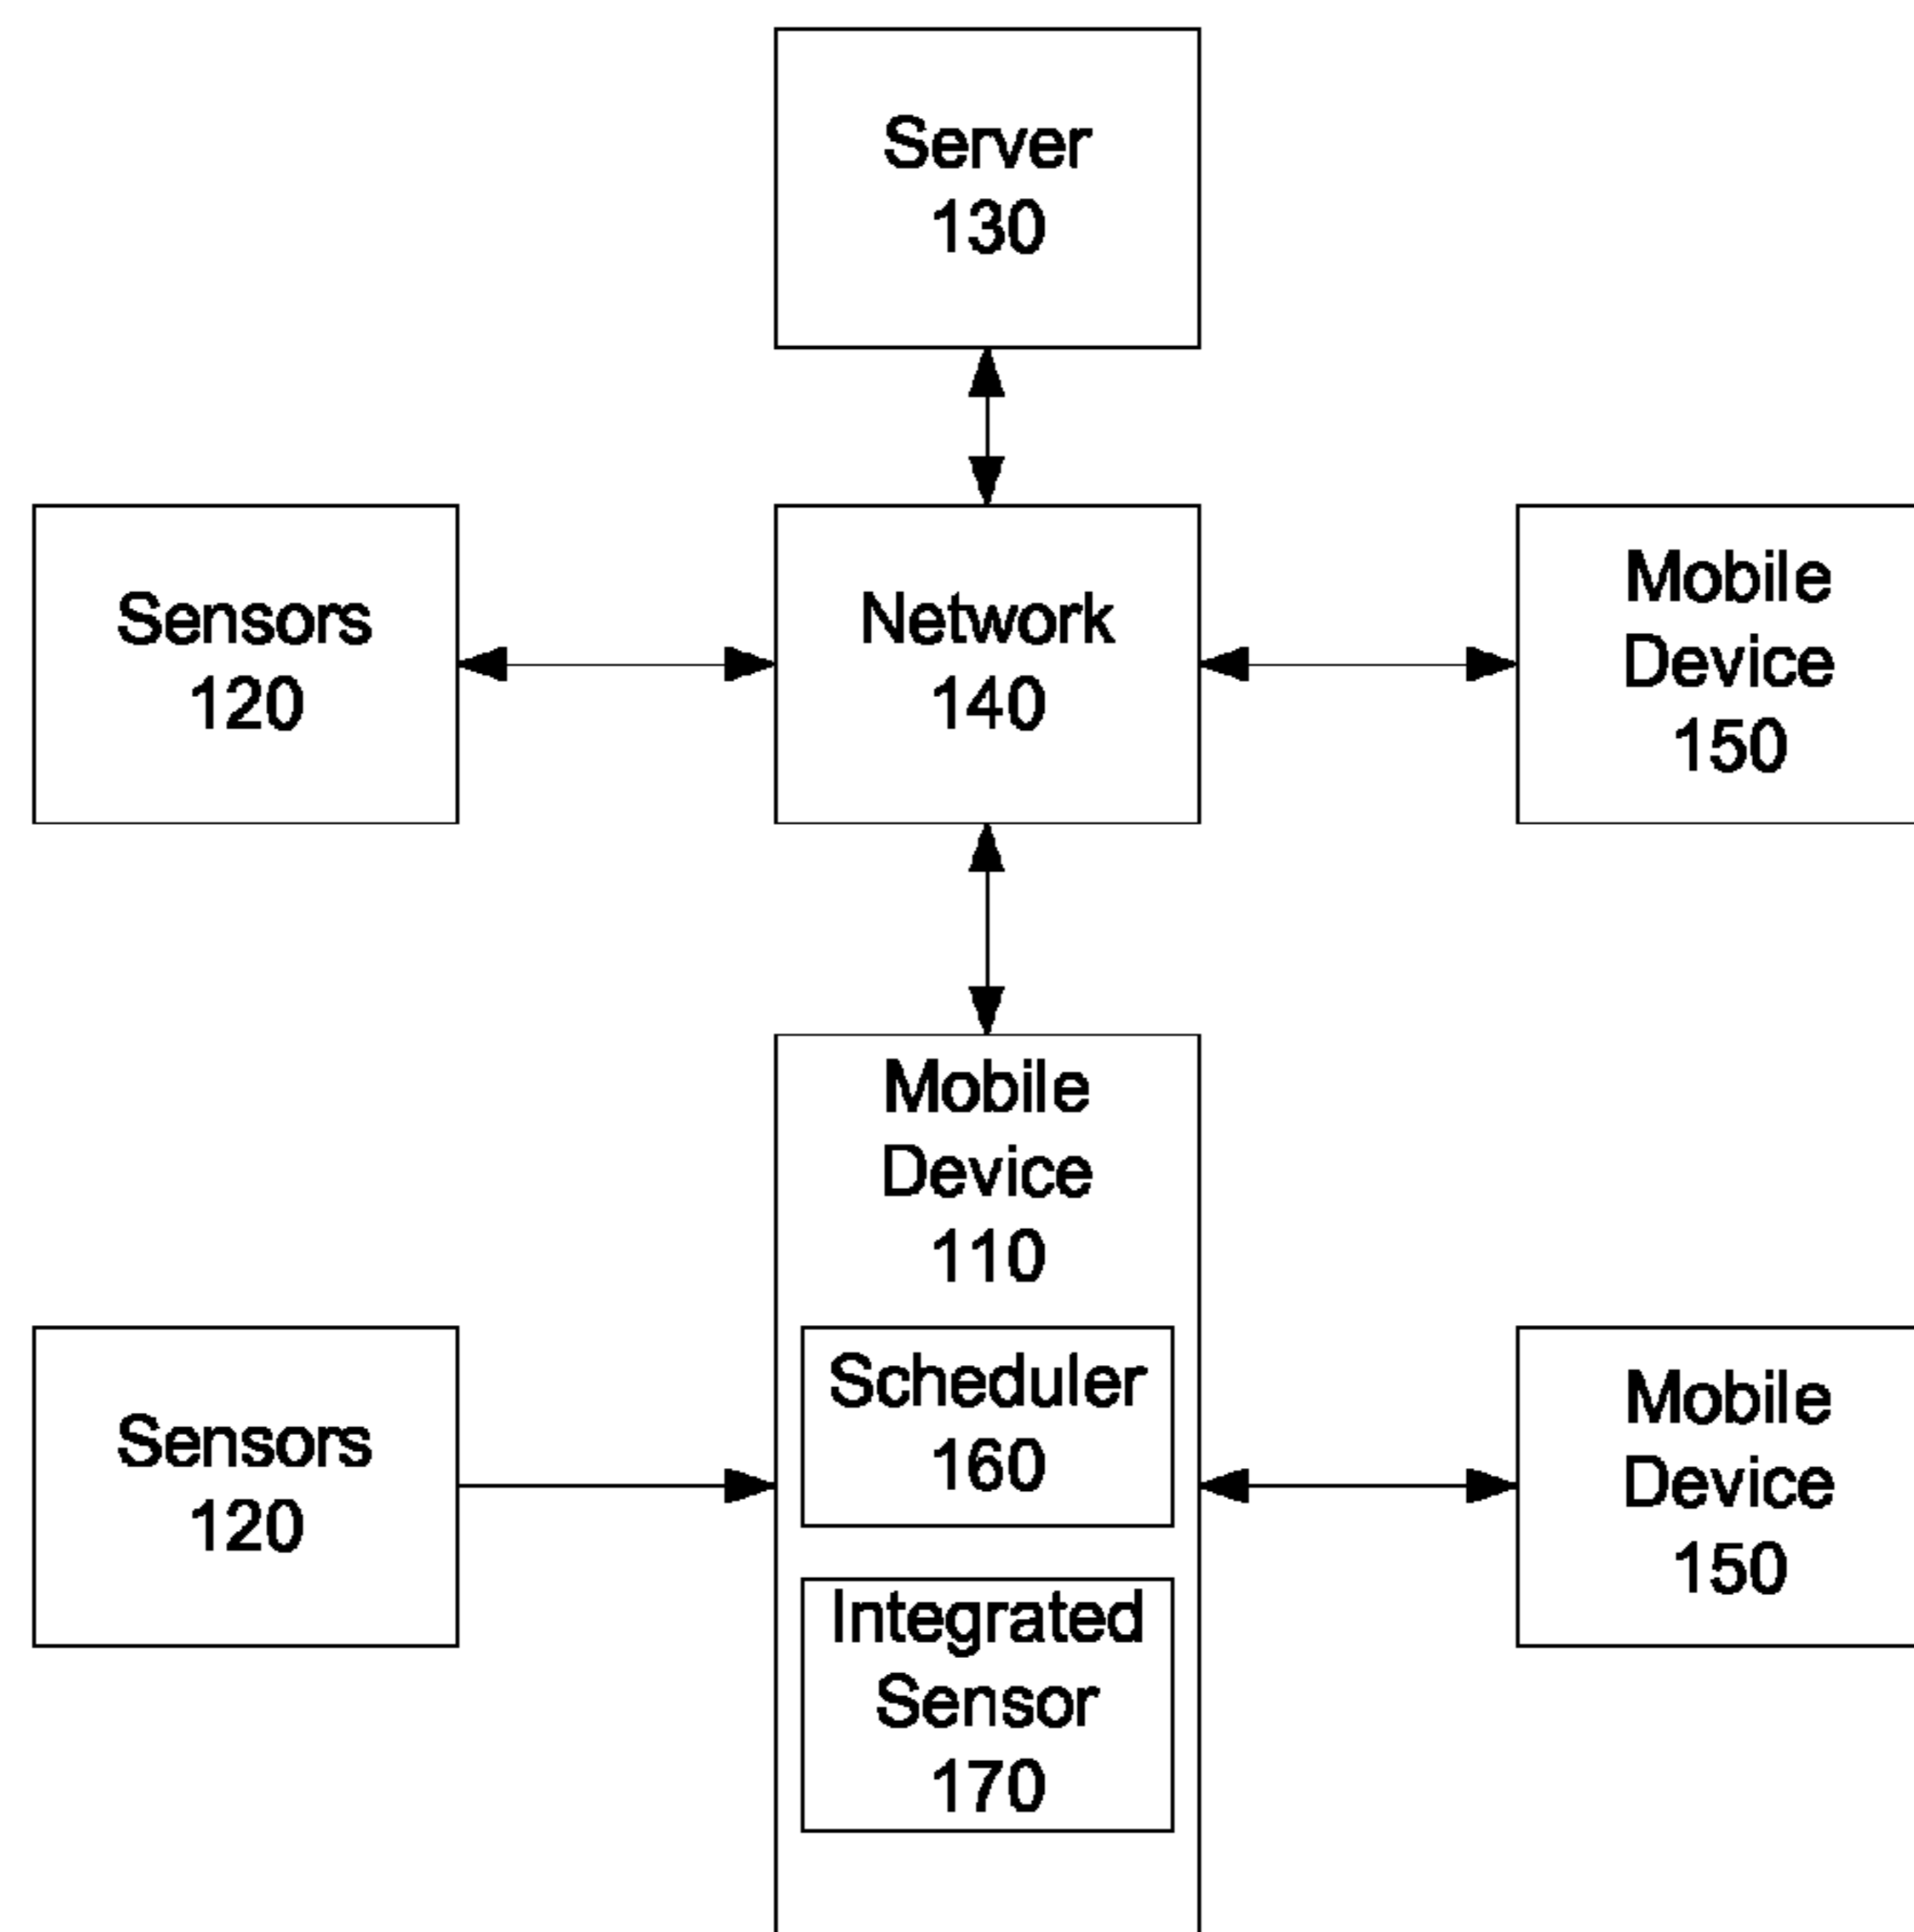 Server
130
Sensors
120
Network
140
Mobile
Device
150
Mobile
Device
110
Sensors
120
Scheduler
160
Integrated
Sensor
170
Mobile
Device
150